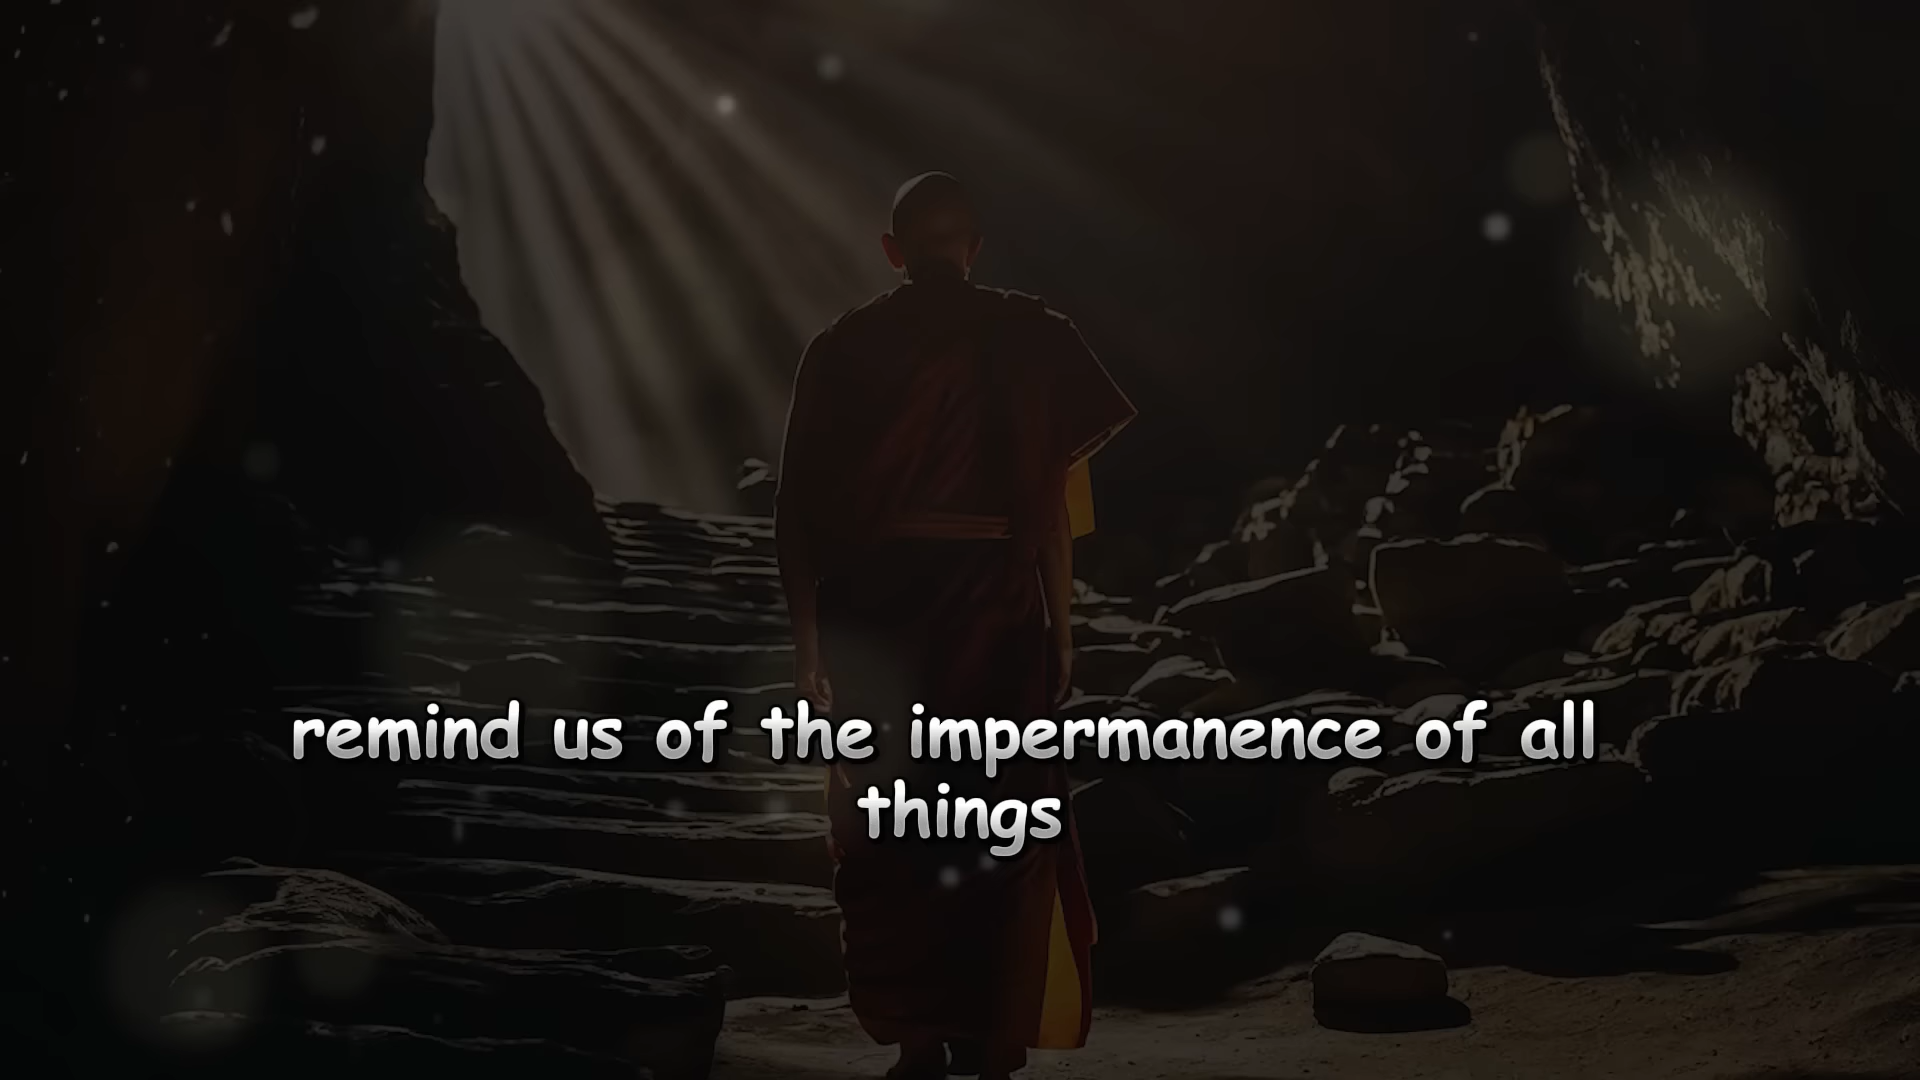 remind us of the impermanence of all
things